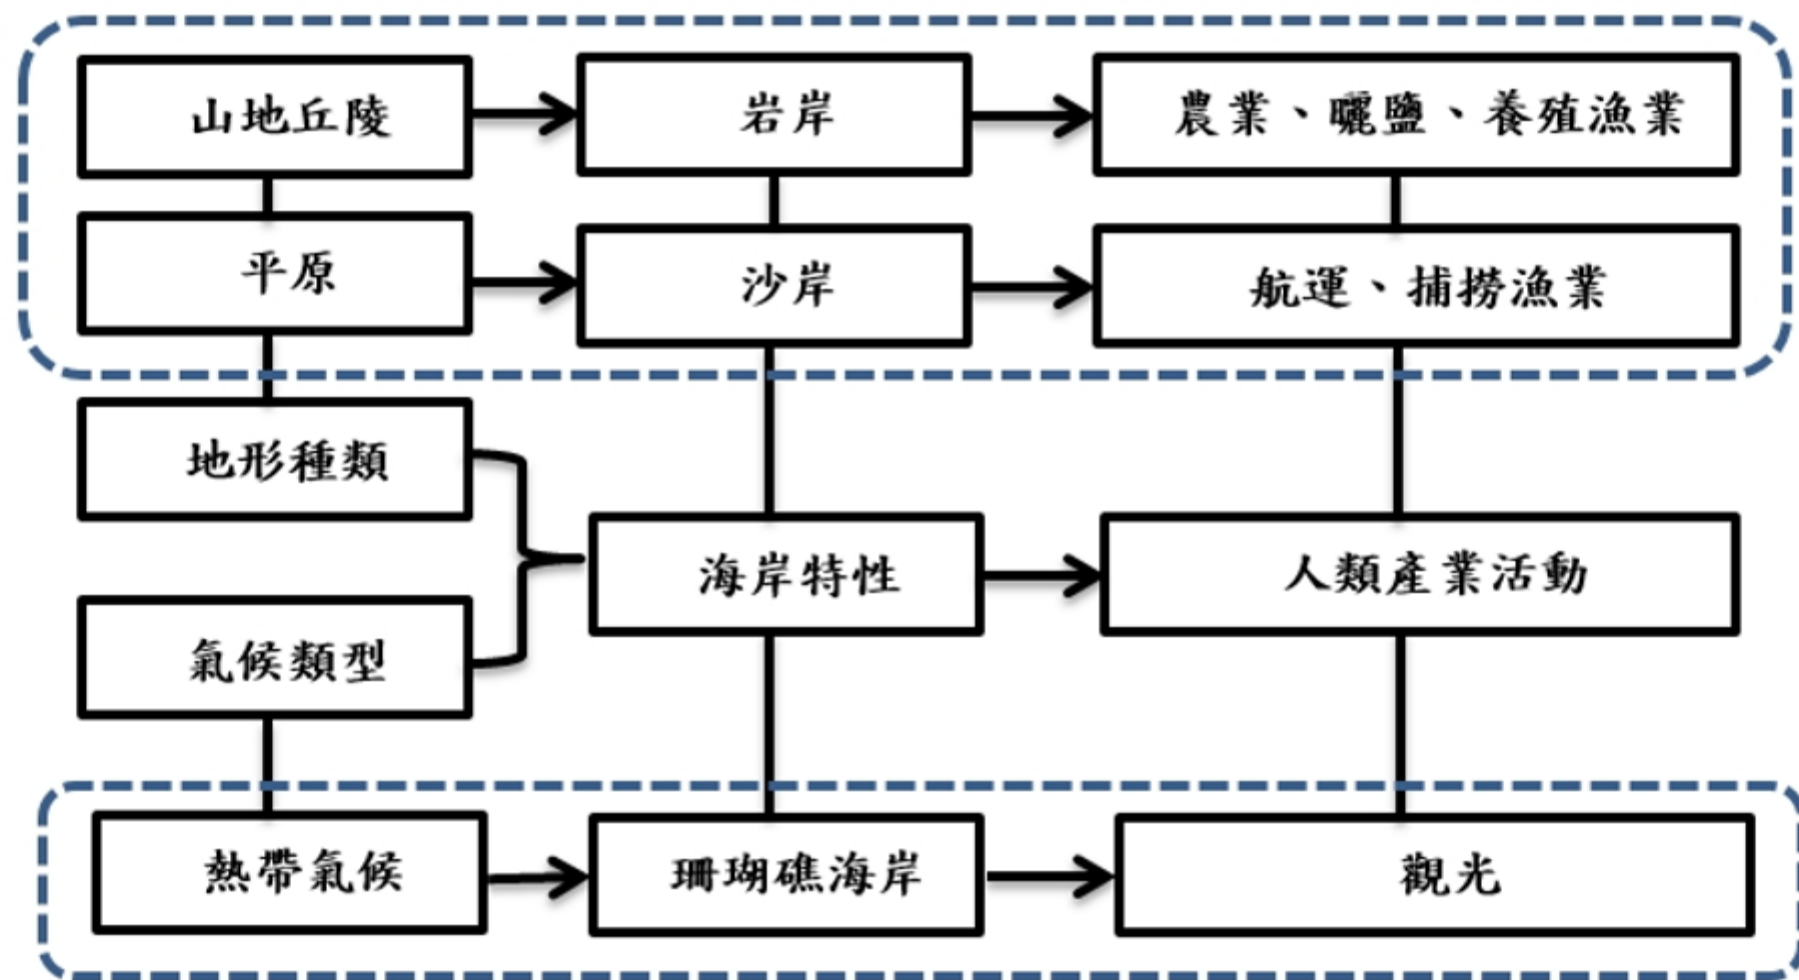 山地丘陵
岩岸
農業、曬鹽、養殖漁業
平原
沙岸
航運、捕撈漁業
地形種類
海岸特性
人類產業活動
氣候類型
熱帶氣候
珊瑚礁海岸
觀光